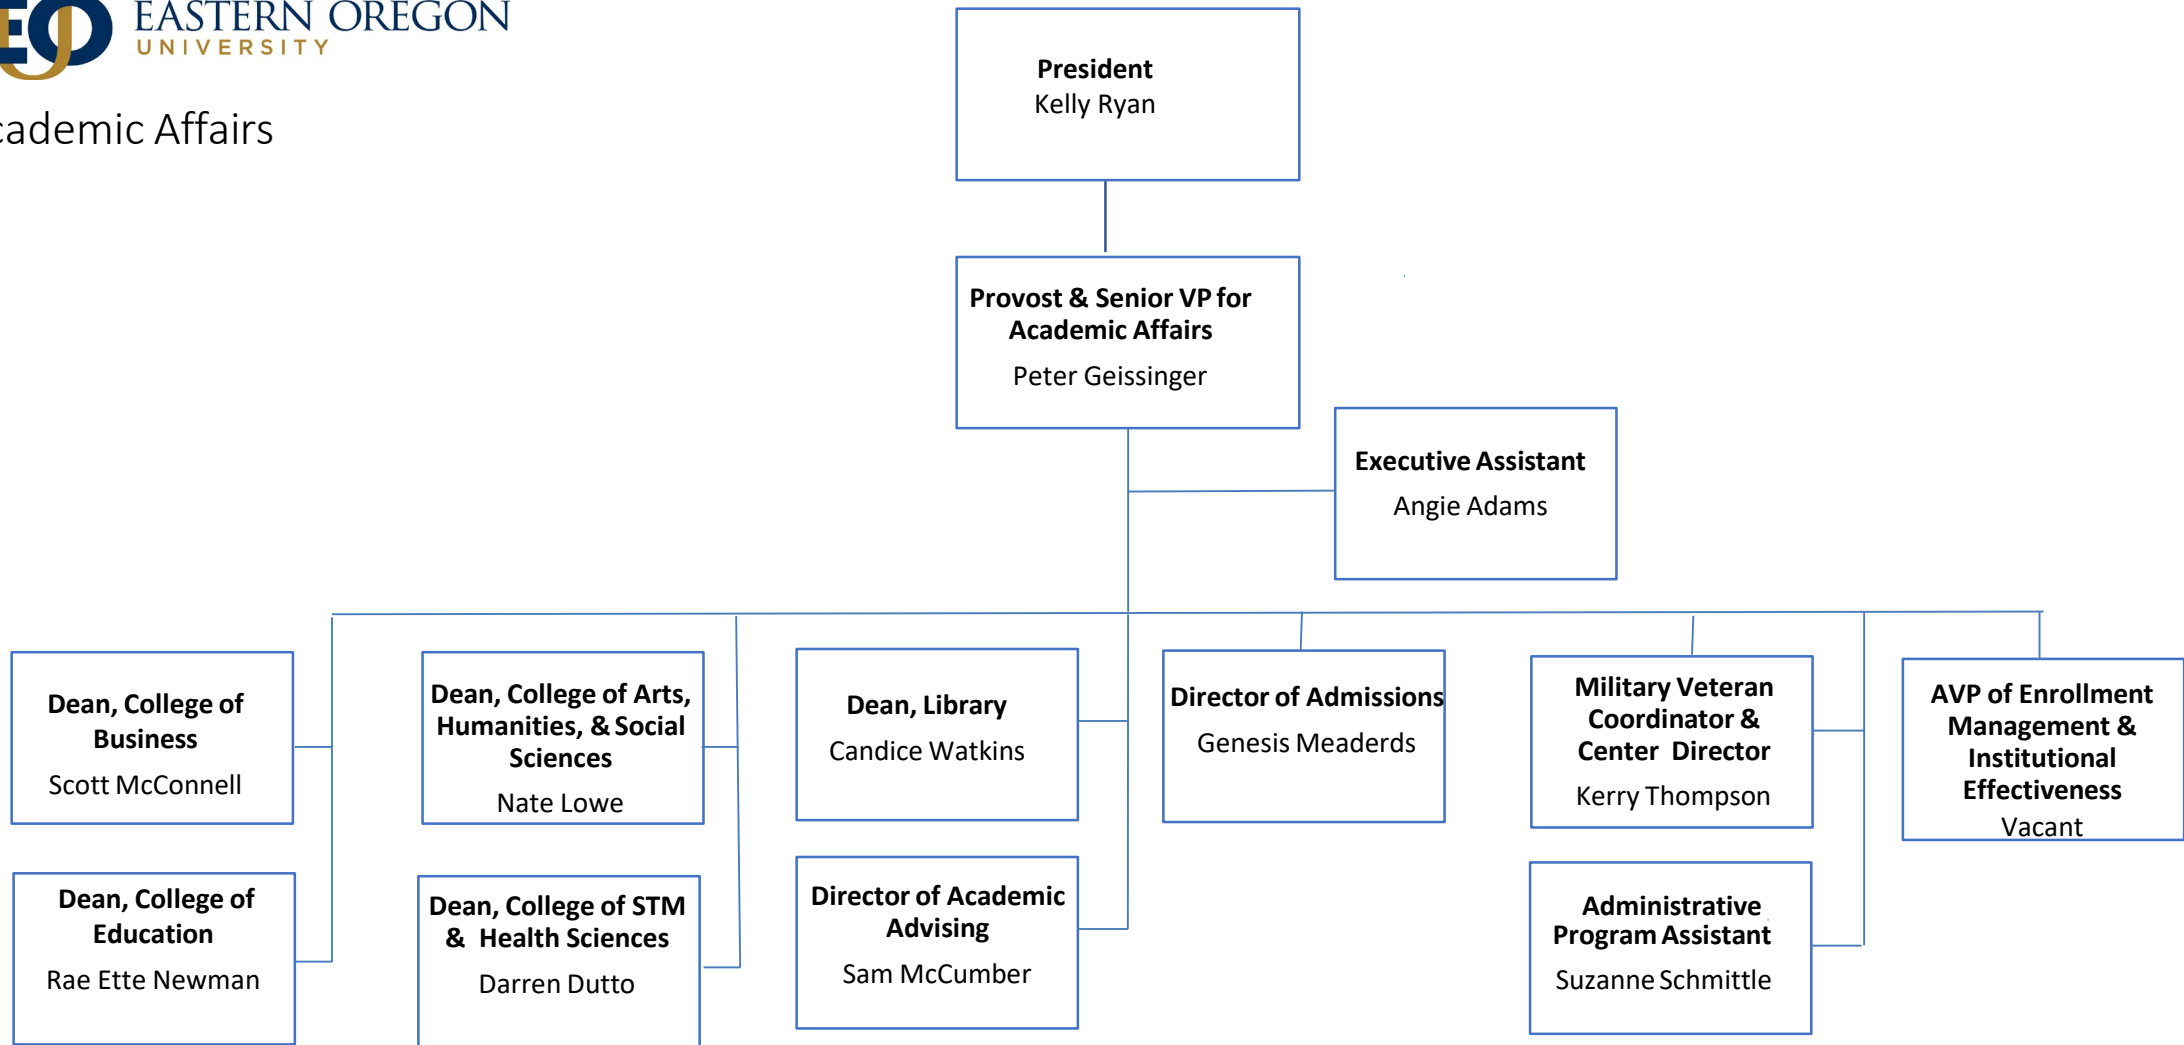 EO
EASTERN OREGON
UNIVERSITY
cademic Affairs
President
Kelly Ryan
Provost & Senior VP for
Academic Affairs
Peter Geissinger
Executive Assistant
Angie Adams
Dean, College of
Business
Scott McConnell
Dean, College of Arts,
Humanities, & Social
Sciences
Nate Lowe
Dean, Library
Candice Watkins
Director of Admissions
Genesis Meaderds
Military Veteran
Coordinator &
Center Director
Kerry Thompson
AVP of Enrollment
Management &
Institutional
Effectiveness
Vacant
Dean, College of
Education
Rae Ette Newman
Dean, College of STM
& Health Sciences
Darren Dutto
Director of Academic
Advising
Sam McCumber
Administrative
Program Assistant
Suzanne Schmittle